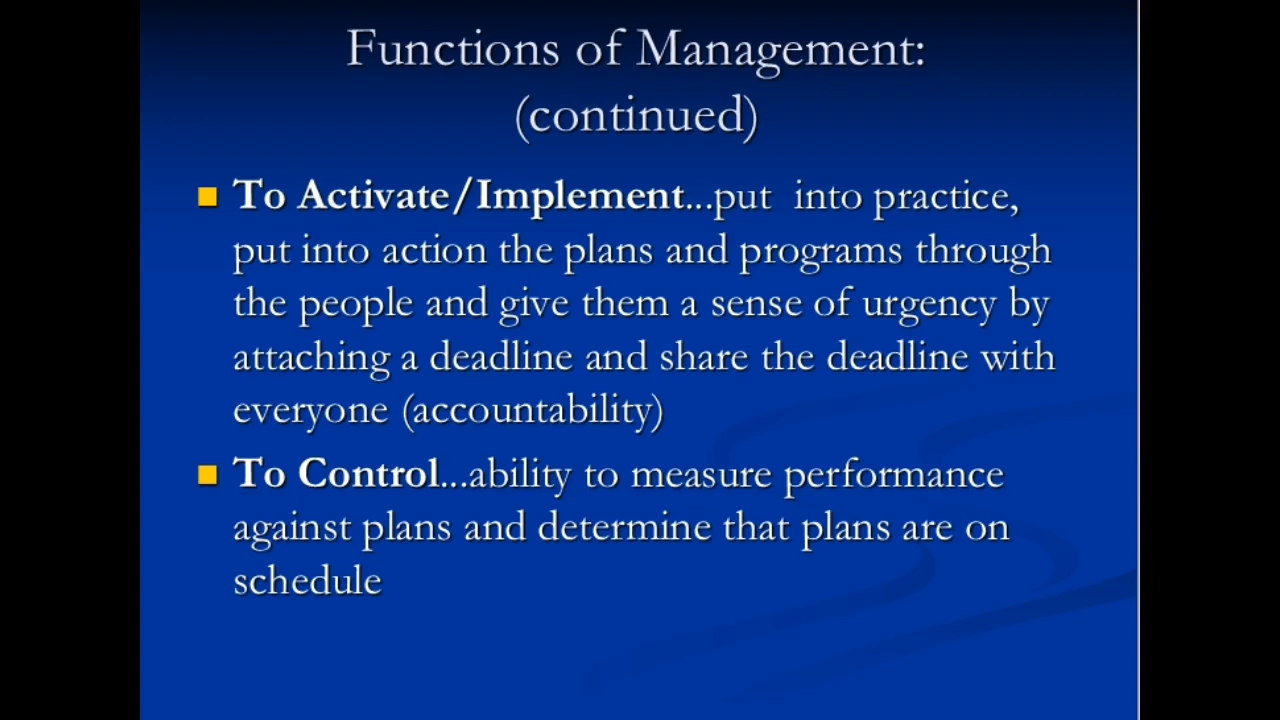 Functions of Management:
(continued)
To Activate/Implement...put  into practice,
put into action the plans and programs through
the people and give them a sense of urgency by
attaching a deadline and share the deadline with
everyone (accountability)
To Control...ability to measure performance
against plans and determine that plans are on
schedule